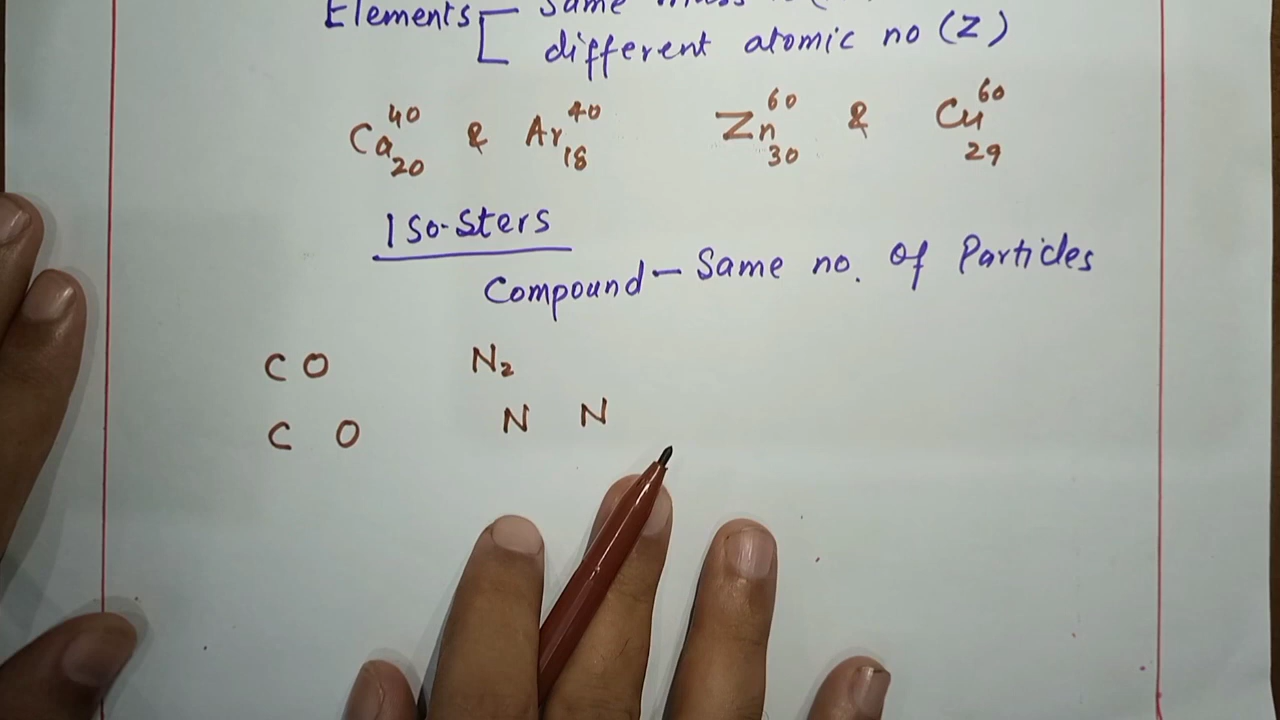 Elements Same
different atomic no (Z)
Ca 40 20 & Ar 40 18 Zn 60 30 & Cu 60 29
Iso-Sters
Compound - Same no. of Particles
CO N₂
C O N N